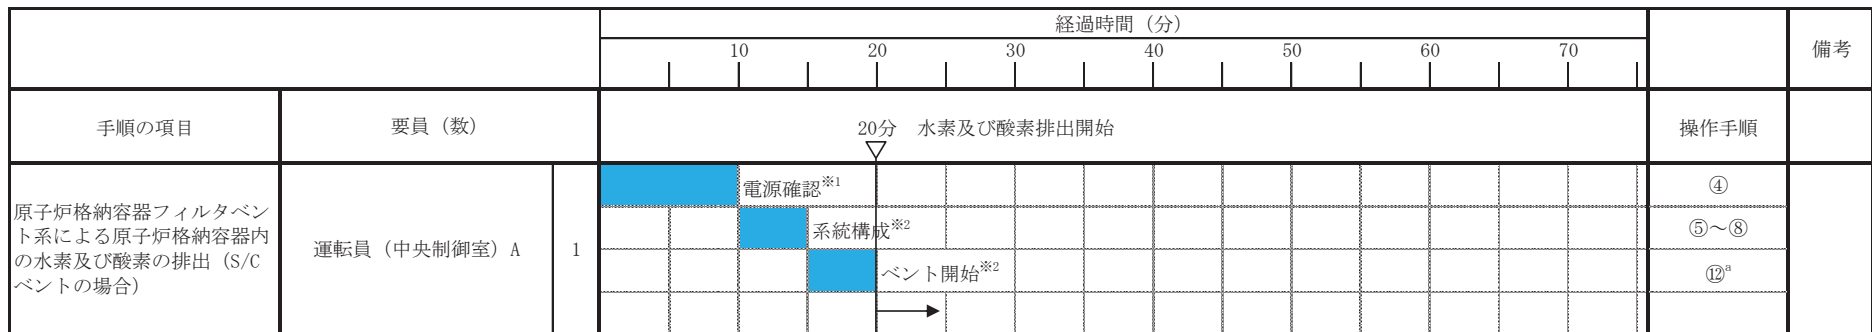 経過時間（分）
10 20 30 40 50 60 70
備考
手順の項目
要員（数）
20分　水素及び酸素排出開始
操作手順
原子炉格納容器フィルタベン
ト系による原子炉格納容器内
の水素及び酸素の排出（S/C
ベントの場合）
運転員（中央制御室）A
1
電源確認※1
④
系統構成※2
⑤～⑧
ベント開始※2
⑫a